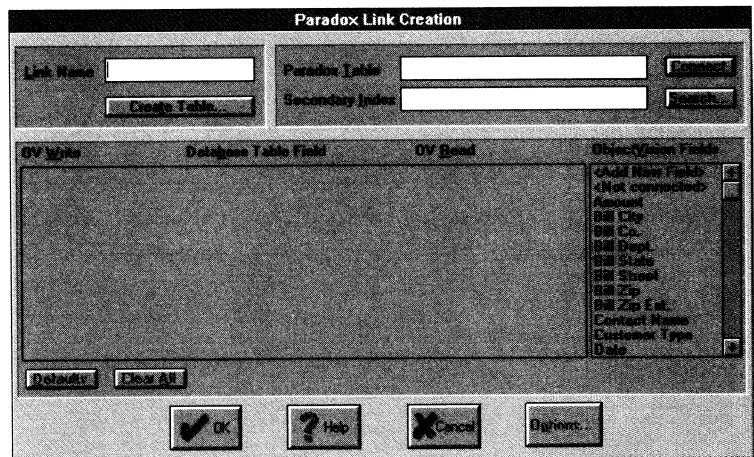 Paradox Link Creation
Link Name
Create Table...
Paradox Table
Connect
Secondary Index
Search...
OV Write
Database Table Field
OV Read
ObjectVision Fields
<Add New Field>
<Not connected>
Amount
Bill City
Bill Co.
Bill Dept.
Bill State
Bill Street
Bill Zip
Bill Zip Ext.
Contact Name
Customer Type
Date
Defaults
Clear All
OK
? Help
Cancel
Options...